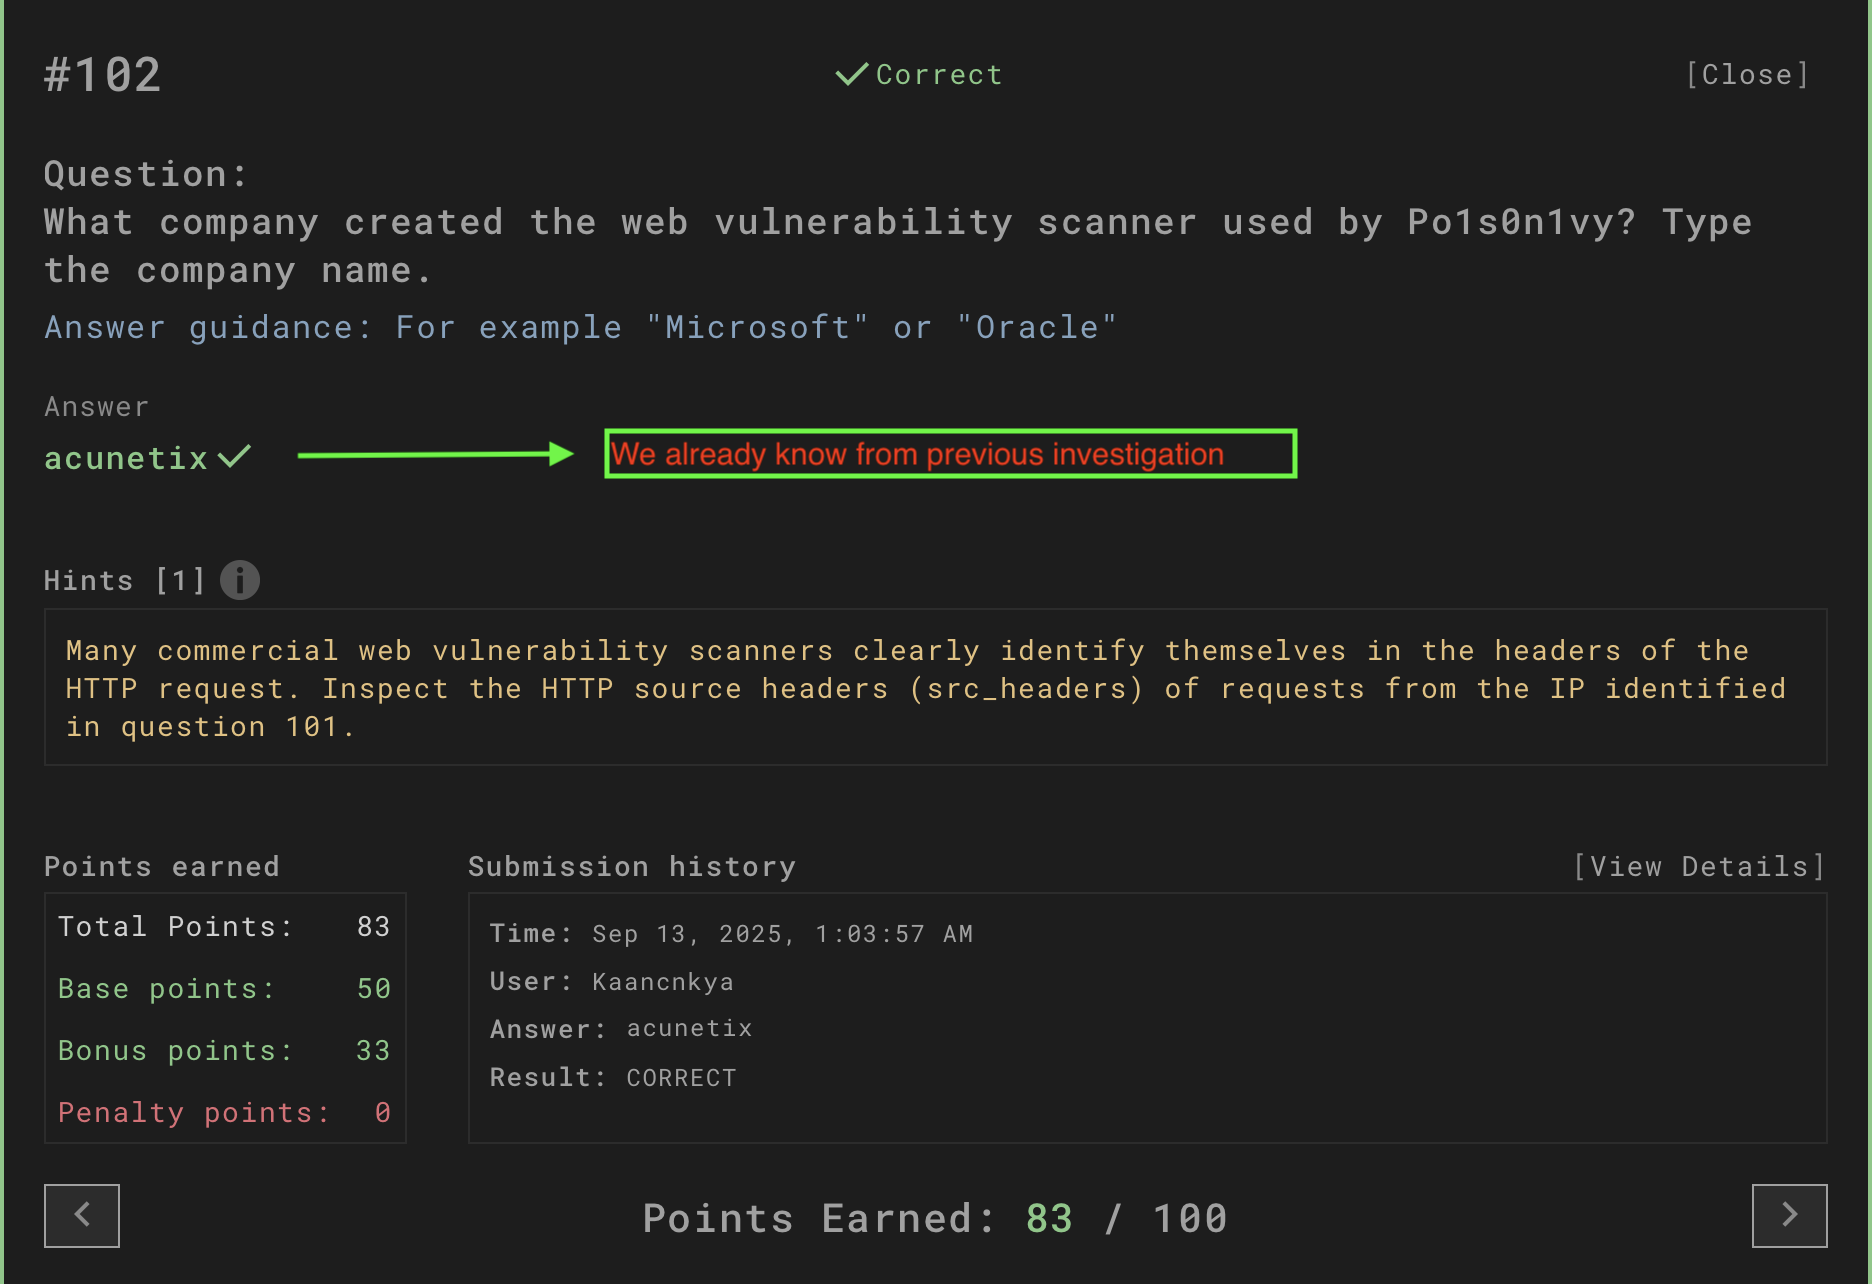 #102
Correct
[Close]
Question:
What company created the web vulnerability scanner used by Po1s0n1vy? Type
the company name.
Answer guidance: For example "Microsoft" or "Oracle"
Answer
acunetix
We already know from previous investigation
Hints [1]
Many commercial web vulnerability scanners clearly identify themselves in the headers of the
HTTP request. Inspect the HTTP source headers (src_headers) of requests from the IP identified
in question 101.
Points earned
Total Points: 83
Base points: 50
Bonus points: 33
Penalty points: 0
Submission history
[View Details]
Time: Sep 13, 2025, 1:03:57 AM
User: Kaancnkya
Answer: acunetix
Result: CORRECT
Points Earned: 83 / 100